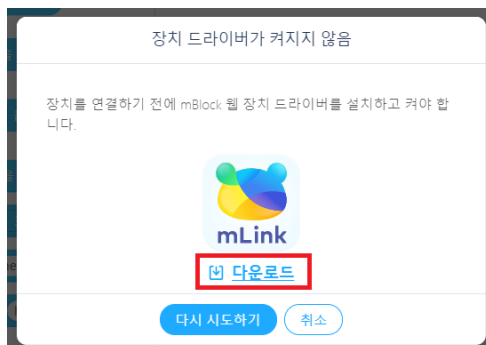 장치 드라이버가 켜지지 않음
장치를 연결하기 전에 mBlock 웹 장치 드라이버를 설치하고 켜야 합
니다.
mLink
다운로드
다시 시도하기
취소